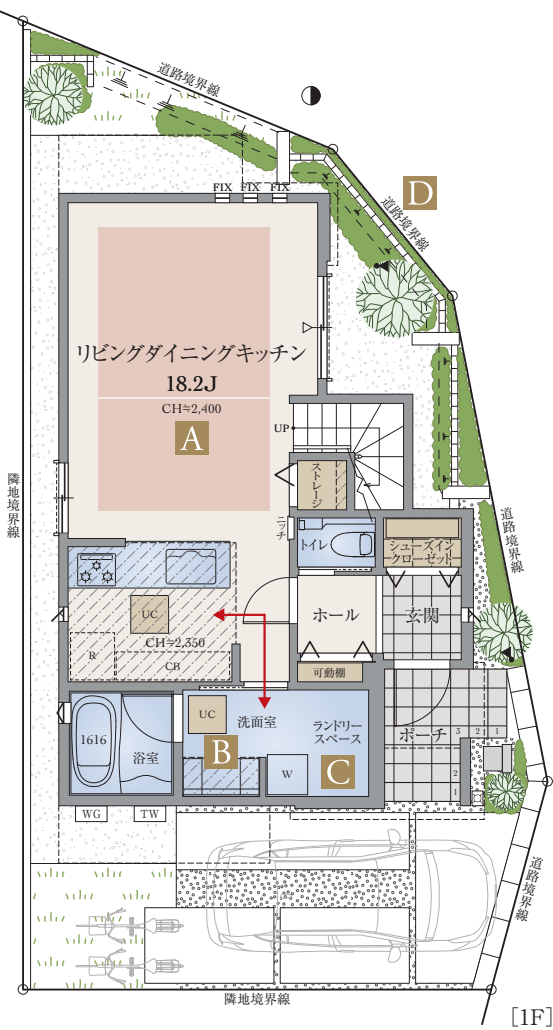 道路境界線
FIX
FIX
FIX
D
道路境界線
リビングダイニングキッチン
18.2J
CH≒2,400
A
UP
ストレージ
ニッチ
隣地境界線
道路境界線
トイレ
シューズイン
クローゼット
UC
CH≒2,350
R
CB
ホール
玄関
可動棚
UC
洗面室
ランドリー
スペース
ポーチ
3
2
1
1616
浴室
B
W
C
2
1
WG
TW
道路境界線
隣地境界線
[1F]